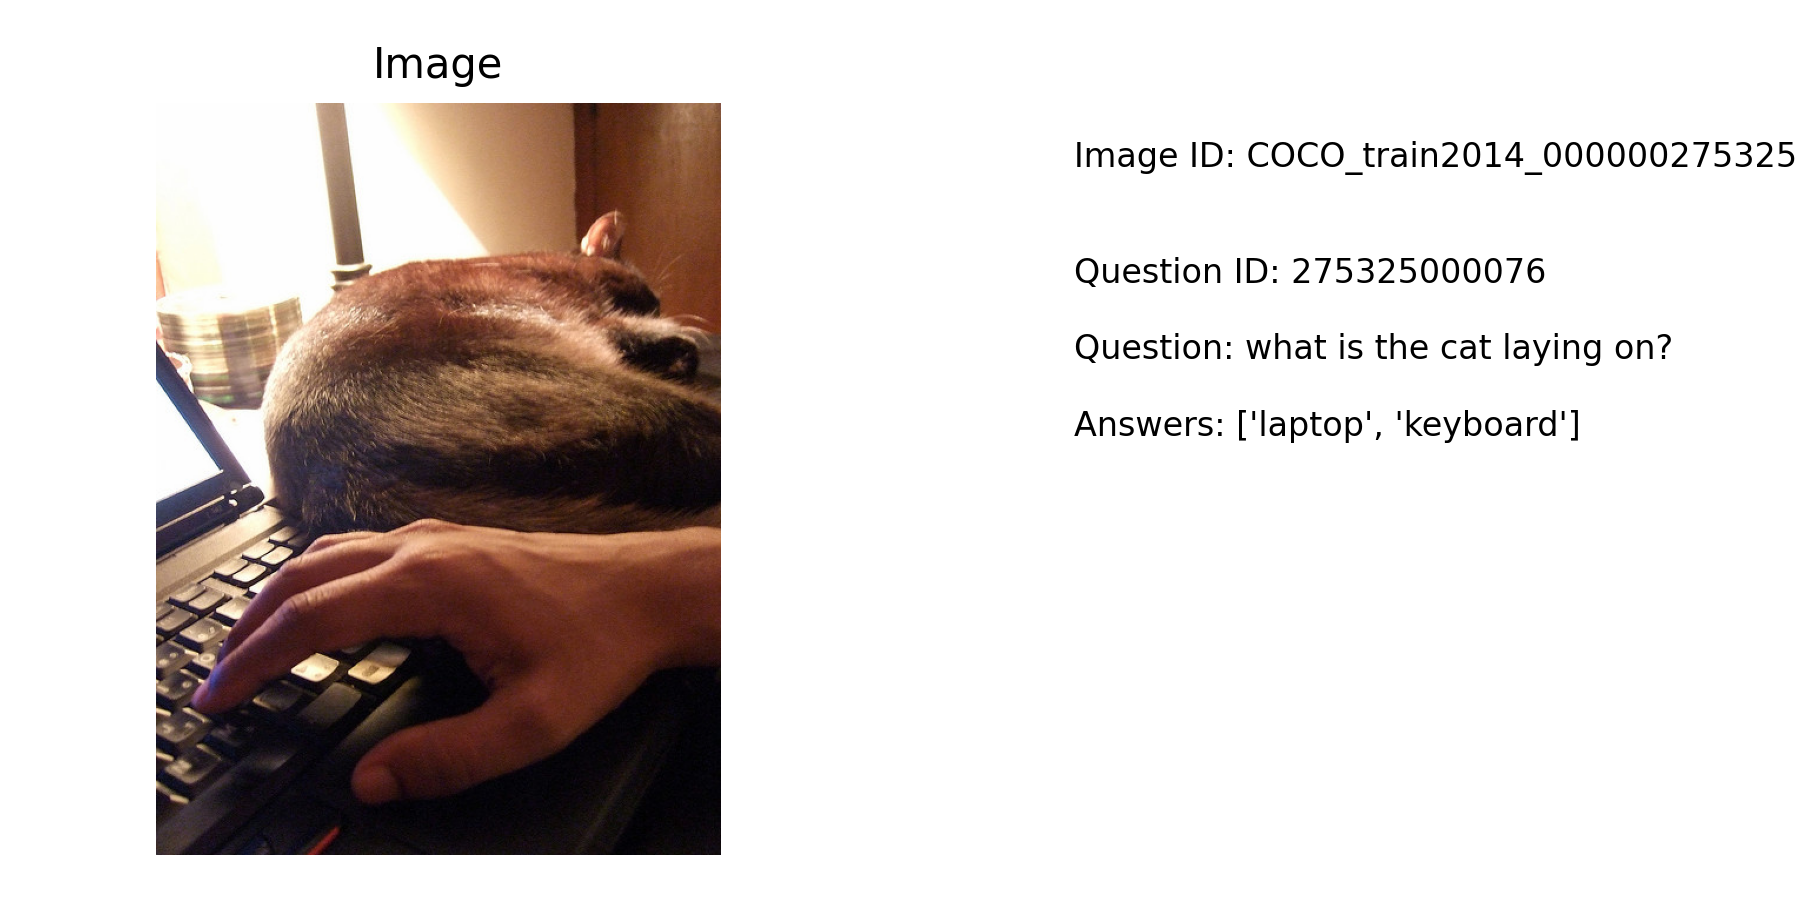 Image
Image ID: COCO_train2014_000000275325
Question ID: 275325000076
Question: what is the cat laying on?
Answers: ['laptop', 'keyboard']